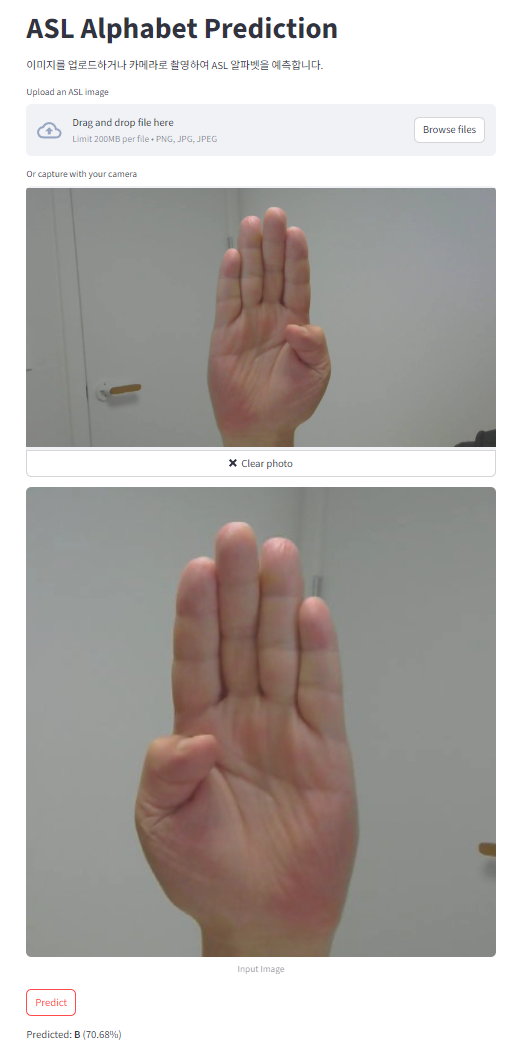 ASL Alphabet Prediction
이미지를 업로드하거나 카메라로 촬영하여 ASL 알파벳을 예측합니다.
Upload an ASL image
Drag and drop file here
Limit 200MB per file • PNG, JPG, JPEG
Browse files
Or capture with your camera
Clear photo
Input Image
Predict
Predicted: B (70.68%)